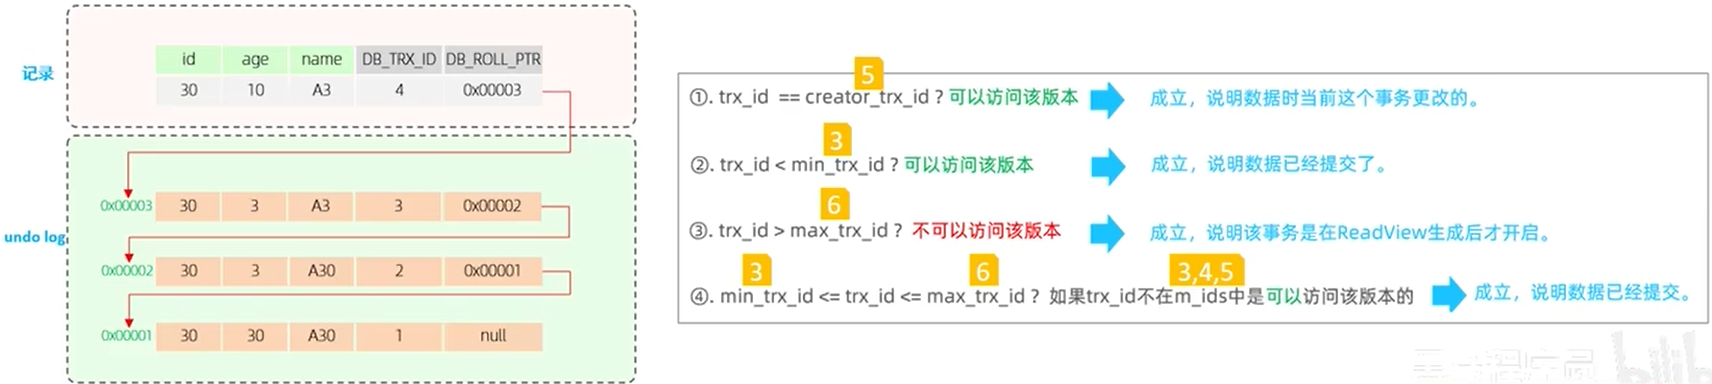 记录
id age name DB_TRX_ID DB_ROLL_PTR
30 10 A3 4 0x00003
undo log
0x00003 30 3 A3 3 0x00002
0x00002 30 3 A30 2 0x00001
0x00001 30 30 A30 1 null
5
①. trx_id == creator_trx_id ? 可以访问该版本 成立，说明数据时当前这个事务更改的。
3
②. trx_id < min_trx_id ? 可以访问该版本 成立，说明数据已经提交了。
6
③. trx_id > max_trx_id ? 不可以访问该版本 成立，说明该事务是在ReadView生成后才开启。
3 6 3,4,5
④. min_trx_id <= trx_id <= max_trx_id ? 如果trx_id不在m_ids中是可以访问该版本的 成立，说明数据已经提交。
bilibili